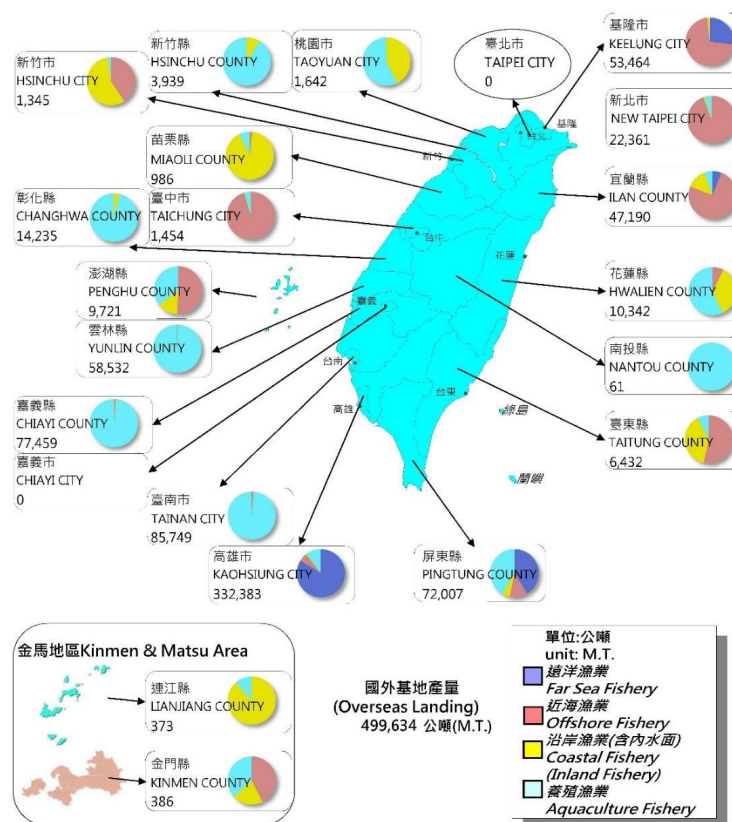 新竹市
HSINCHU CITY
1,345
新竹縣
HSINCHU COUNTY
3,939
桃園市
TAOYUAN CITY
1,642
臺北市
TAIPEI CITY
0
基隆市
KEELUNG CITY
53,464
新北市
NEW TAIPEI CITY
22,361
苗栗縣
MIAOLI COUNTY
986
宜蘭縣
ILAN COUNTY
47,190
彰化縣
CHANGHWA COUNTY
14,235
臺中市
TAICHUNG CITY
1,454
澎湖縣
PENGHU COUNTY
9,721
花蓮縣
HWALIEN COUNTY
10,342
雲林縣
YUNLIN COUNTY
58,532
南投縣
NANTOU COUNTY
61
嘉義縣
CHIAYI COUNTY
77,459
嘉義市
CHIAYI CITY
0
臺東縣
TAITUNG COUNTY
6,432
臺南市
TAINAN CITY
85,749
高雄市
KAOHSIUNG CITY
332,383
屏東縣
PINGTUNG COUNTY
72,007
基隆
台北
新竹
台中
花蓮
嘉義
台南
高雄
台東
綠島
蘭嶼
金馬地區Kinmen & Matsu Area
連江縣
LIANJIANG COUNTY
373
金門縣
KINMEN COUNTY
386
國外基地產量
(Overseas Landing)
499,634 公噸(M.T.)
單位:公噸
unit: M.T.
遠洋漁業
Far Sea Fishery
近海漁業
Offshore Fishery
沿岸漁業(含內水面)
Coastal Fishery
(Inland Fishery)
養殖漁業
Aquaculture Fishery